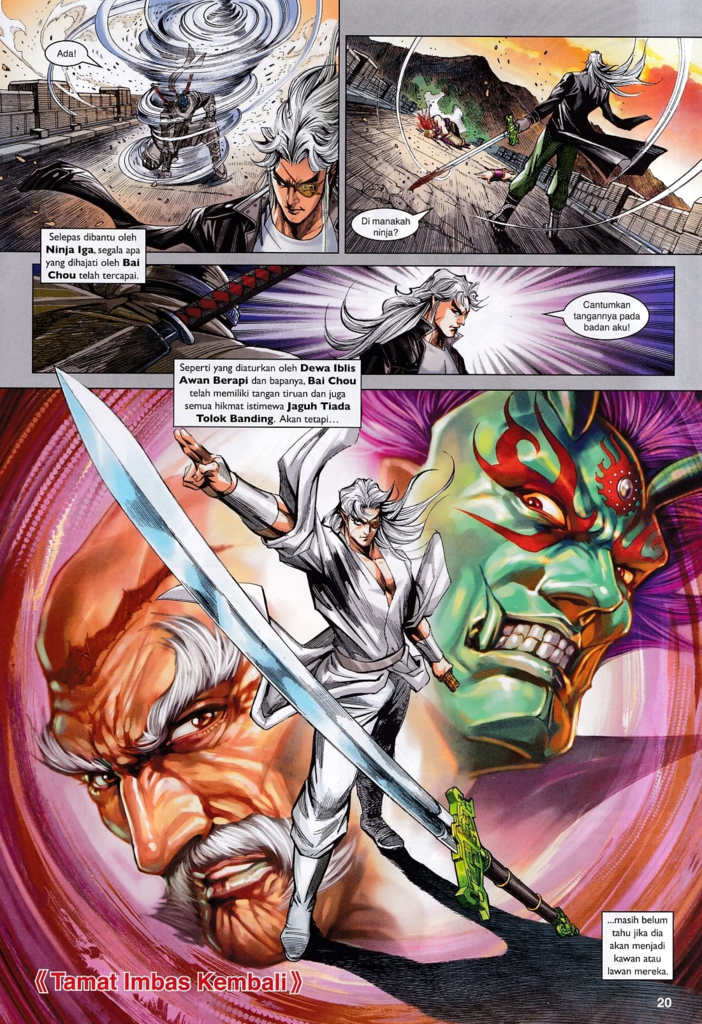 Ada!
Di manakah
ninja?
Selepas dibantu oleh
Ninja Iga, segala apa
yang dihajati oleh Bai
Chou telah tercapai.
Cantumkan
tangannya pada
badan aku!
Seperti yang diaturkan oleh Dewa Iblis
Awan Berapi dan bapanya, Bai Chou
telah memiliki tangan tiruan dan juga
semua hikmat istimewa Jaguh Tiada
Tolok Banding. Akan tetapi…
...masih belum
tahu jika dia
akan menjadi
kawan atau
lawan mereka.
《Tamat Imbas Kembali》
20